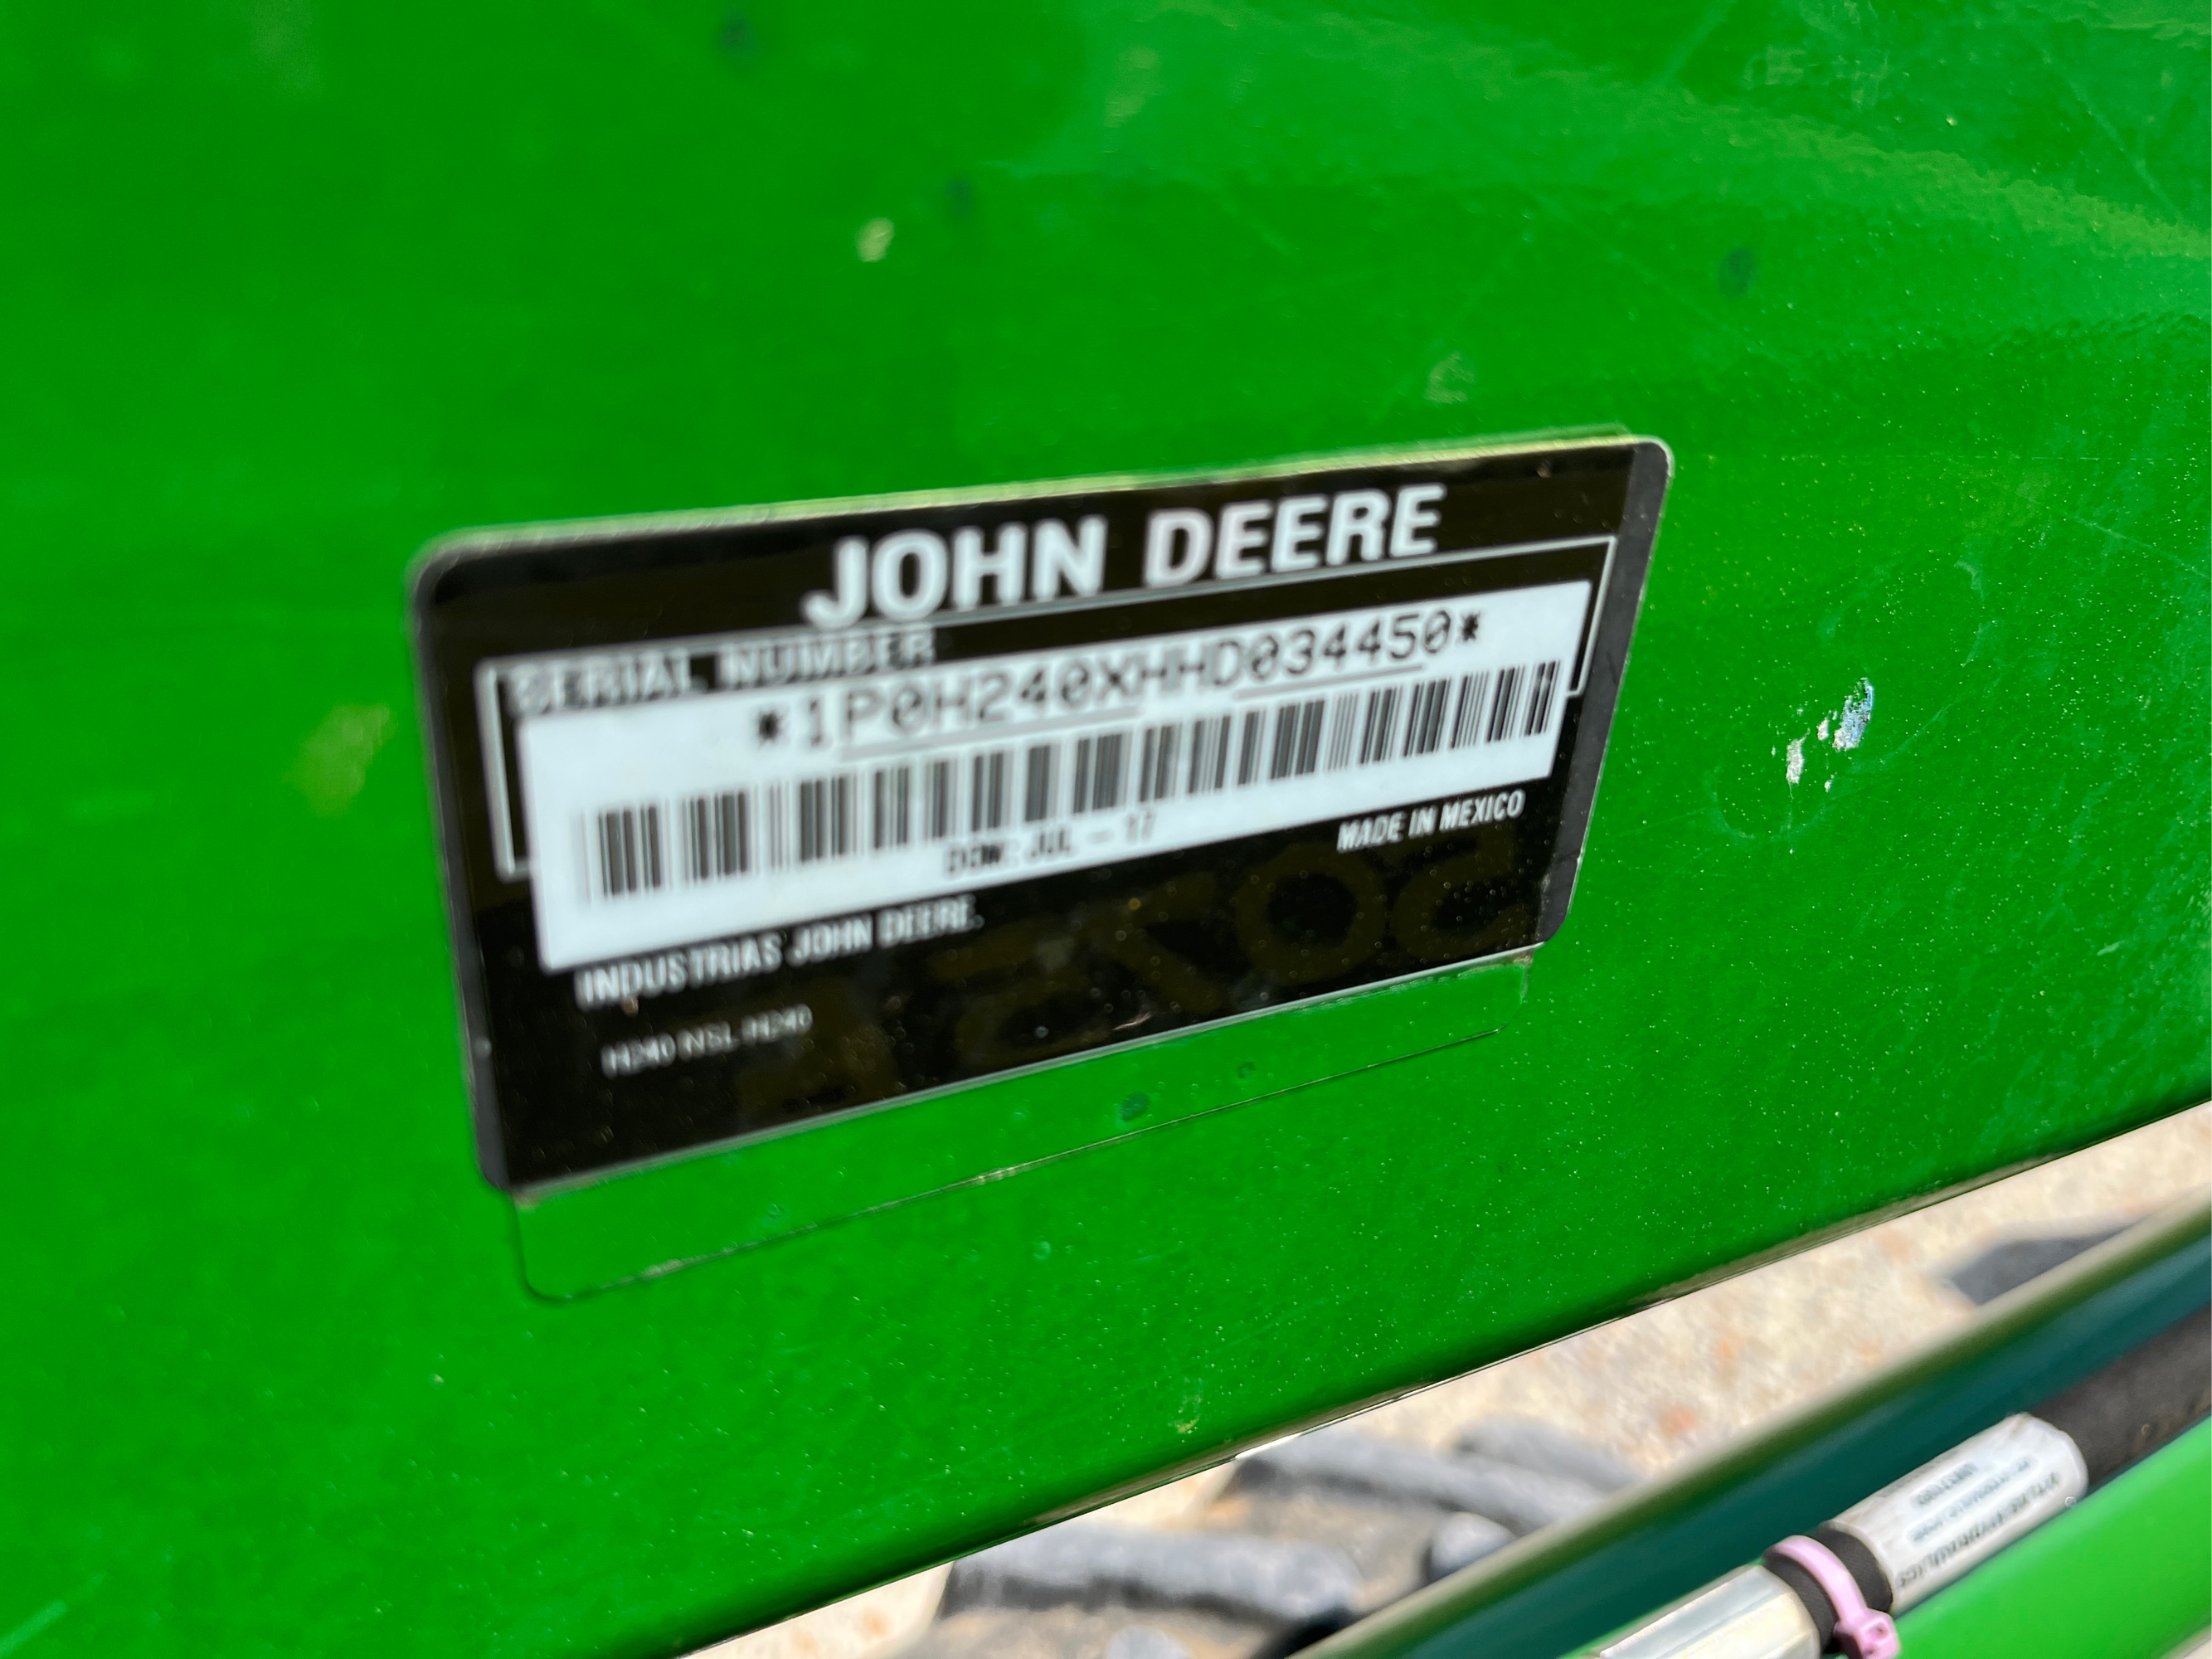 JOHN DEERE
SERIAL NUMBER
*1P0H240XHHD034450*
DOM: JUL - 17
MADE IN MEXICO
INDUSTRIAS JOHN DEERE.
H240 NSL-H240